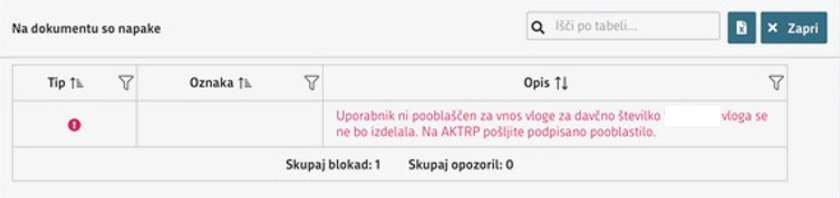 Na dokumentu so napake
Išči po tabeli...
Zapri
Tip
Oznaka
Opis
Uporabnik ni pooblaščen za vnos vloge za davčno številko vloga se
ne bo izdelala. Na AKTRP pošljite podpisano pooblastilo.
Skupaj blokad: 1 Skupaj opozoril: 0